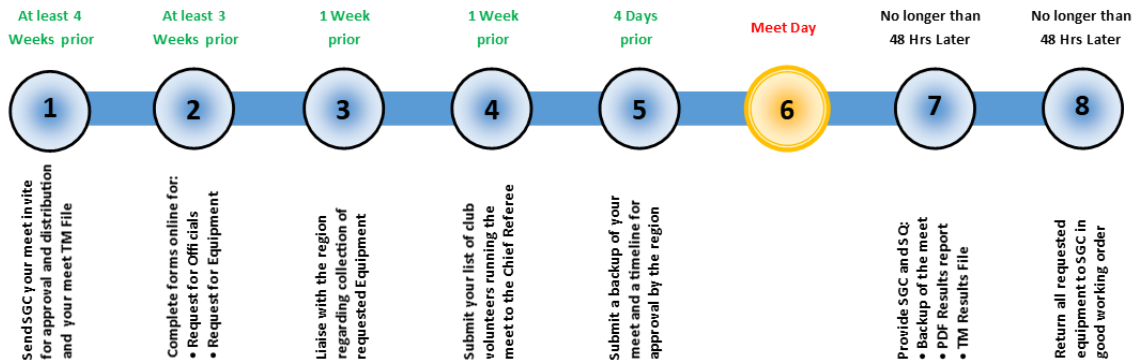 At least 4
Weeks prior
At least 3
Weeks prior
1 Week
prior
1 Week
prior
4 Days
prior
Meet Day
No longer than
48 Hrs Later
No longer than
48 Hrs Later
1
2
3
4
5
6
7
8
Send SGC your meet invite
for approval and distribution
and your meet TM File
Complete forms online for:
• Request for Officials
• Request for Equipment
Liaise with the region
regarding collection of
requested Equipment
Submit your list of club
volunteers running the
meet to the Chief Referee
Submit a backup of your
meet and a timeline for
approval by the region
Provide SGC and SQ:
• Backup of the meet
• PDF Results report
• TM Results File
Return all requested
equipment to SGC in
good working order